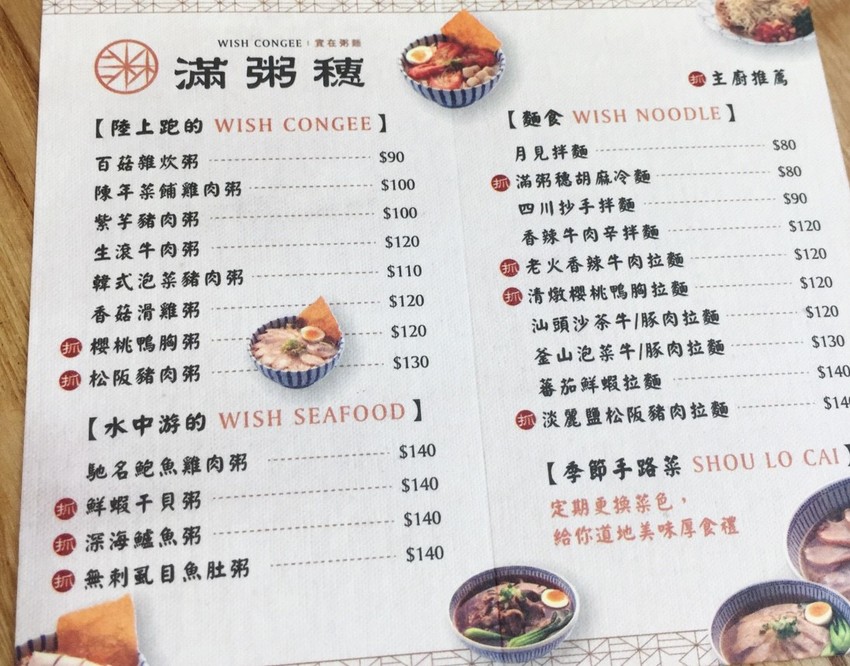 WISH CONGEE | 實在粥麵
滿粥穗
【陸上跑的 WISH CONGEE】
百菇雜炊粥 $90
陳年菜餔雞肉粥 $100
紫芋豬肉粥 $100
生滾牛肉粥 $120
韓式泡菜豬肉粥 $110
香菇滑雞粥 $120
抓 櫻桃鴨胸粥 $120
抓 松阪豬肉粥 $130
【水中游的 WISH SEAFOOD】
馳名鮑魚雞肉粥 $140
抓 鮮蝦干貝粥 $140
抓 深海鱸魚粥 $140
抓 無刺虱目魚肚粥 $140
抓 主廚推薦
【麵食 WISH NOODLE】
月見拌麵 $80
抓 滿粥穗胡麻冷麵 $80
四川抄手拌麵 $90
香辣牛肉辛拌麵 $120
抓 老火香辣牛肉拉麵 $120
抓 清燉櫻桃鴨胸拉麵 $120
汕頭沙茶牛/豚肉拉麵 $120
釜山泡菜牛/豚肉拉麵 $130
蕃茄鮮蝦拉麵 $140
抓 淡麗鹽松阪豬肉拉麵 $14
【季節手路菜 SHOU LO CAI】
定期更換菜色，
給你道地美味厚食禮